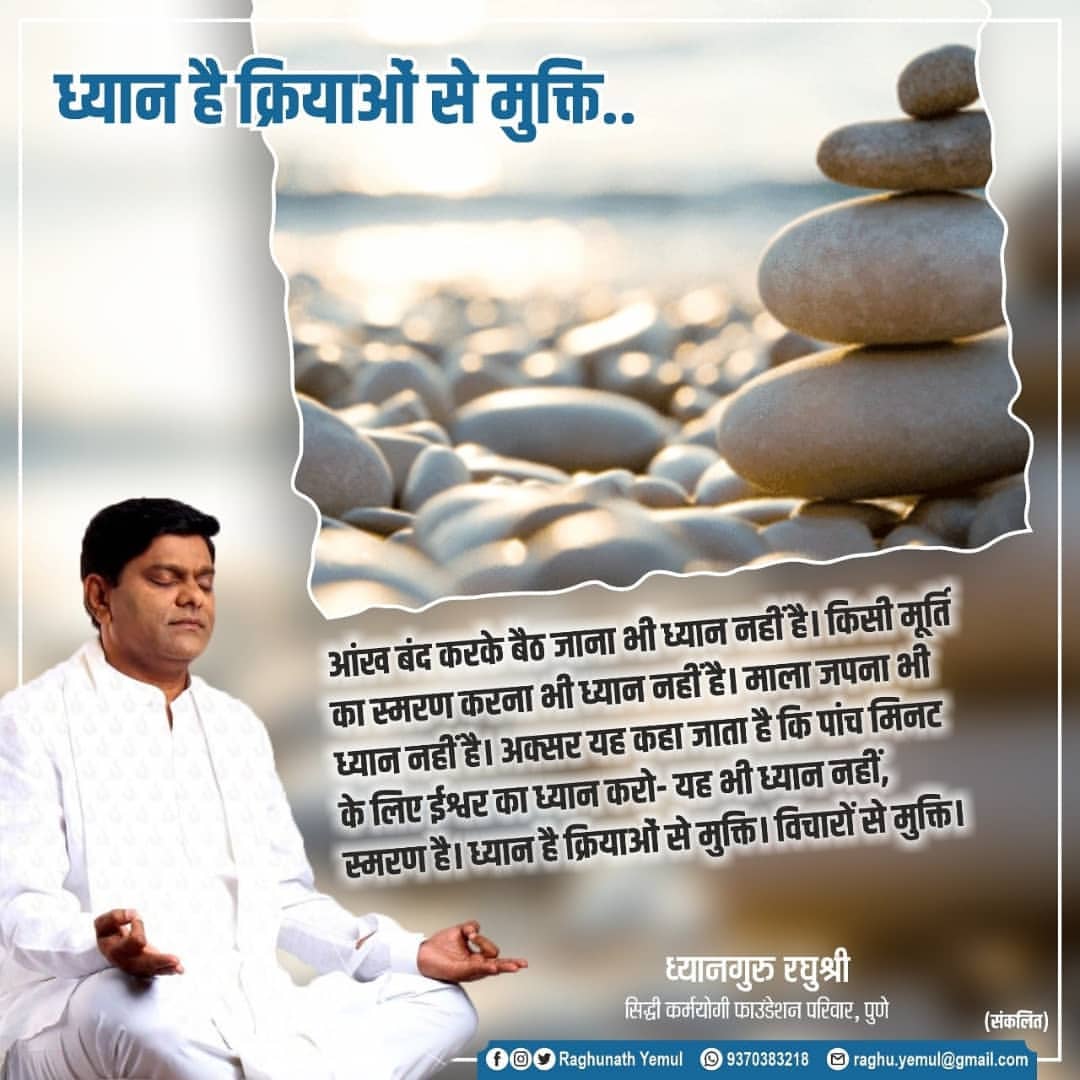 ध्यान है क्रियाओं से मुक्ति..
आंख बंद करके बैठ जाना भी ध्यान नहीं है। किसी मूर्ति
का स्मरण करना भी ध्यान नहीं है। माला जपना भी
ध्यान नहीं है। अक्सर यह कहा जाता है कि पांच मिनट
के लिए ईश्वर का ध्यान करो- यह भी ध्यान नहीं,
स्मरण है। ध्यान है क्रियाओं से मुक्ति। विचारों से मुक्ति।
ध्यानगुरु रघुश्री
सिद्धी कर्मयोगी फाउंडेशन परिवार, पुणे
(संकलित)
Raghunath Yemul 9370383218 raghu.yemul@gmail.com